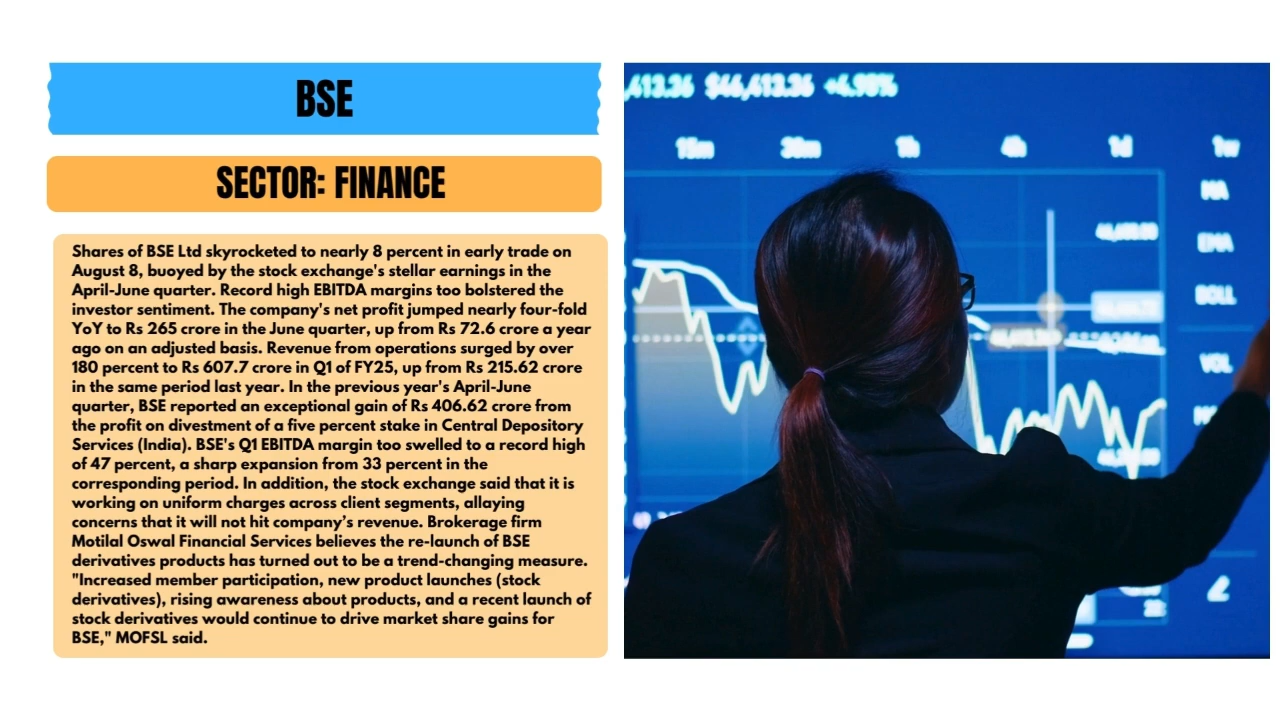 BSE
SECTOR: FINANCE
Shares of BSE Ltd skyrocketed to nearly 8 percent in early trade on
August 8, buoyed by the stock exchange's stellar earnings in the
April-June quarter. Record high EBITDA margins too bolstered the
investor sentiment. The company's net profit jumped nearly four-fold
YoY to Rs 265 crore in the June quarter, up from Rs 72.6 crore a year
ago on an adjusted basis. Revenue from operations surged by over
180 percent to Rs 607.7 crore in Q1 of FY25, up from Rs 215.62 crore
in the same period last year. In the previous year's April-June
quarter, BSE reported an exceptional gain of Rs 406.62 crore from
the profit on divestment of a five percent stake in Central Depository
Services (India). BSE's Q1 EBITDA margin too swelled to a record high
of 47 percent, a sharp expansion from 33 percent in the
corresponding period. In addition, the stock exchange said that it is
working on uniform charges across client segments, allaying
concerns that it will not hit company’s revenue. Brokerage firm
Motilal Oswal Financial Services believes the re-launch of BSE
derivatives products has turned out to be a trend-changing measure.
"Increased member participation, new product launches (stock
derivatives), rising awareness about products, and a recent launch of
stock derivatives would continue to drive market share gains for
BSE," MOFSL said.
,413.36 $46,413.36 +4.98%
15m 30m 1h 4h 1d 1w
MA
EMA
BOLL
VOL